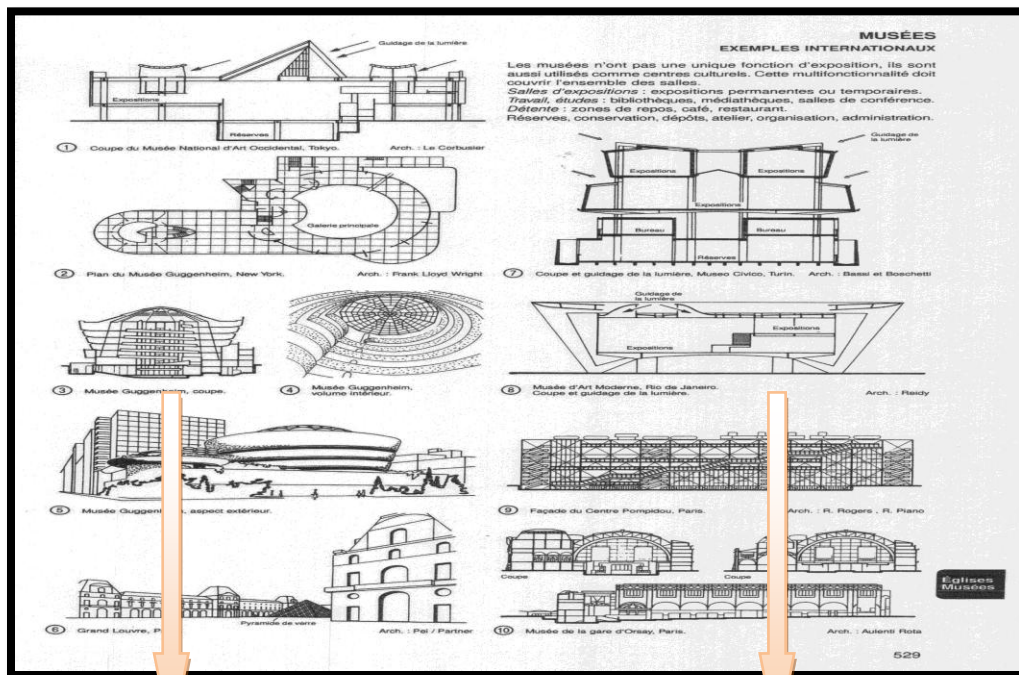 MUSÉES
EXEMPLES INTERNATIONAUX
Les musées n'ont pas une unique fonction d'exposition, ils sont
aussi utilisés comme centres culturels. Cette multifonctionnalité doit
couvrir l'ensemble des salles.
Salles d'expositions : expositions permanentes ou temporaires.
Travail, études : bibliothèques, médiathèques, salles de conférence.
Détente : zones de repos, café, restaurant.
Réserves, conservation, dépôts, atelier, organisation, administration.
Guidage de la lumière
Expositions
Réserves
1 Coupe du Musée National d'Art Occidental, Tokyo. Arch. : Le Corbusier
Galerie principale
2 Plan du Musée Guggenheim, New York. Arch. : Frank Lloyd Wright
3 Musée Guggenheim, coupe.
4 Musée Guggenheim,
volume intérieur.
5 Musée Guggenheim, aspect extérieur.
Pyramide de verre
6 Grand Louvre, P Arch. : Pei / Partner
Guidage de
la lumière
Expositions
Expositions
Expositions
Bureau
Bureau
Réserves
7 Coupe et guidage de la lumière, Museo Civico, Turin. Arch. : Bassi et Boschetti
Guidage de
la lumière
Expositions
Expositions
8 Musée d'Art Moderne, Rio de Janeiro.
Coupe et guidage de la lumière. Arch. : Reidy
9 Façade du Centre Pompidou, Paris. Arch. : R. Rogers , R. Piano
Coupe
Coupe
10 Musée de la gare d'Orsay, Paris. Arch. : Aulenti Rota
Églises
Musées
529